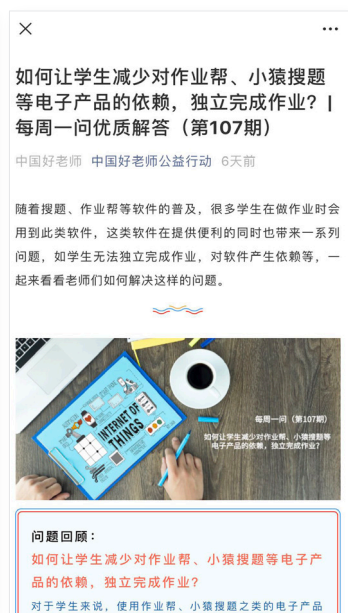 如何让学生减少对作业帮、小猿搜题
等电子产品的依赖，独立完成作业？ |
每周一问优质解答（第107期）
中国好老师 中国好老师公益行动 6天前
随着搜题、作业帮等软件的普及，很多学生在做作业时会
用到此类软件，这类软件在提供便利的同时也带来一系列
问题，如学生无法独立完成作业，对软件产生依赖等，一
起来看看老师们如何解决这样的问题。
INTERNET OF
THINGS
每周一问（第107期）
如何让学生减少对作业帮、小猿搜题等
电子产品的依赖，独立完成作业？
问题回顾：
如何让学生减少对作业帮、小猿搜题等电子产
品的依赖，独立完成作业？
对于学生来说，使用作业帮、小猿搜题之类的电子产品